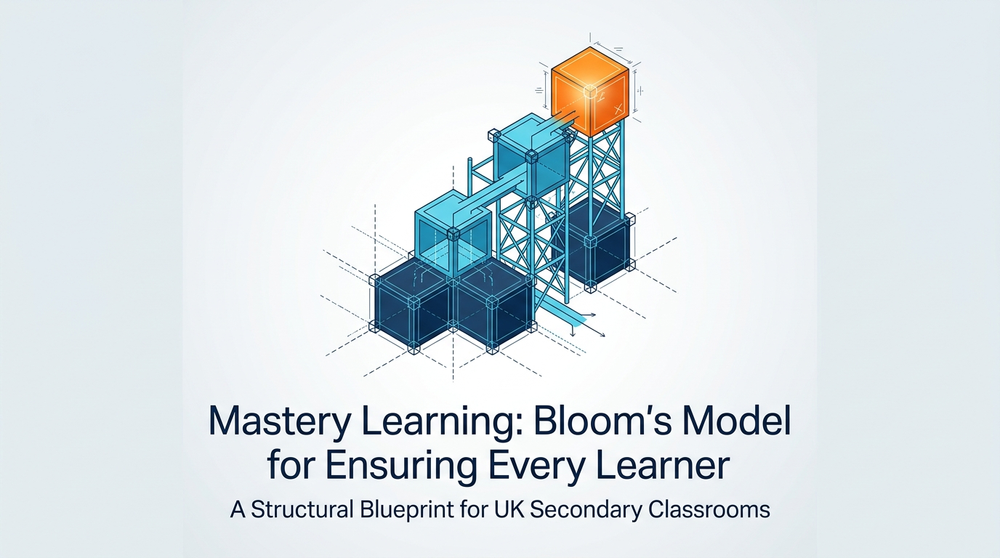 Mastery Learning: Bloom’s Model
for Ensuring Every Learner
A Structural Blueprint for UK Secondary Classrooms